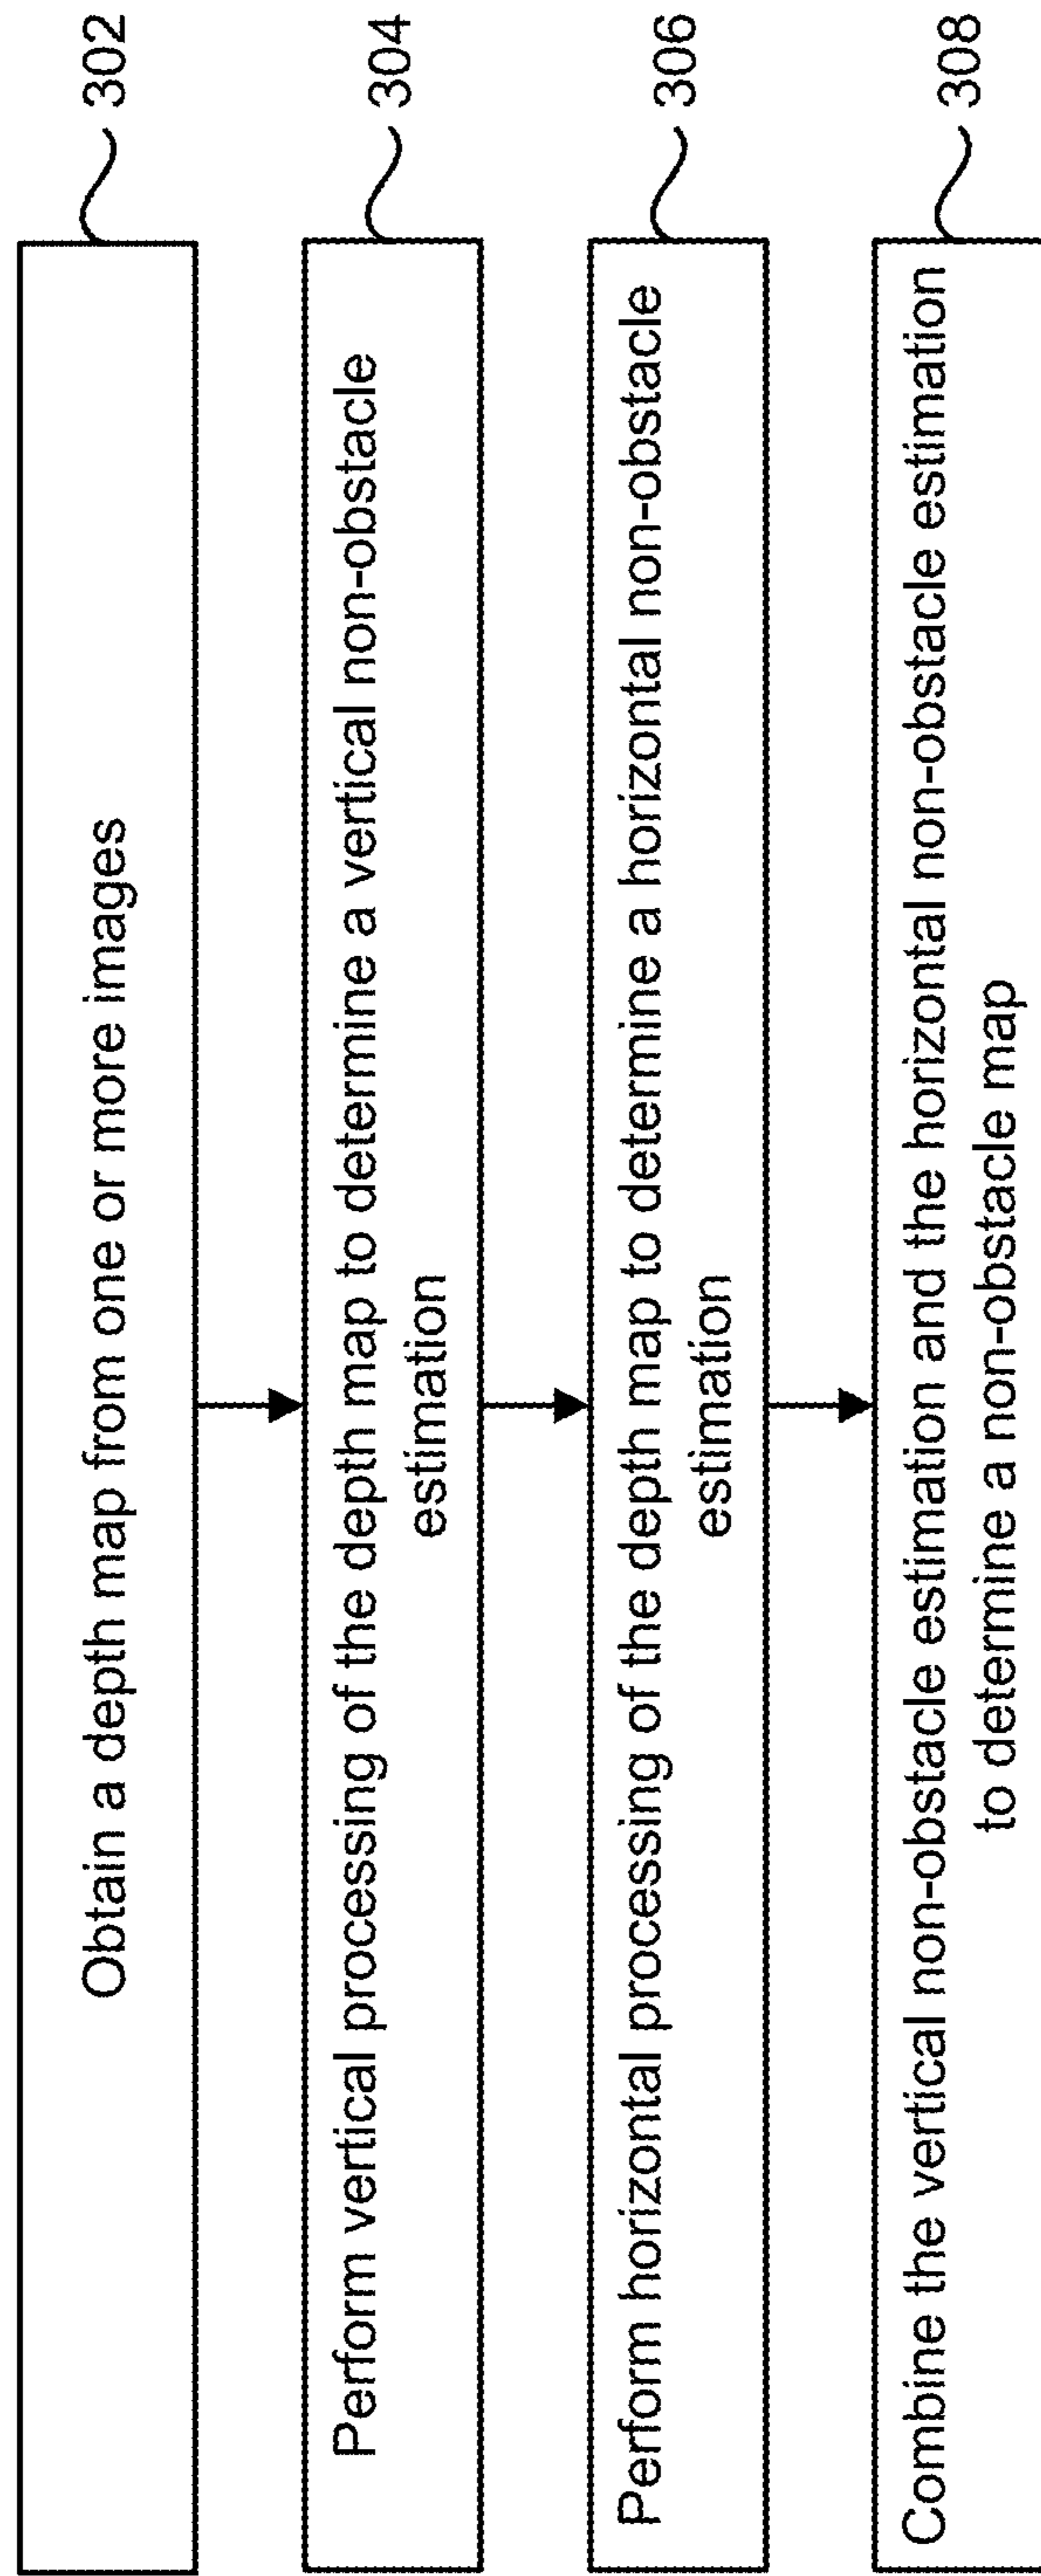 Obtain a depth map from one or more images
302
Perform vertical processing of the depth map to determine a vertical non-obstacle
estimation
304
Perform horizontal processing of the depth map to determine a horizontal non-obstacle
estimation
306
Combine the vertical non-obstacle estimation and the horizontal non-obstacle estimation
to determine a non-obstacle map
308